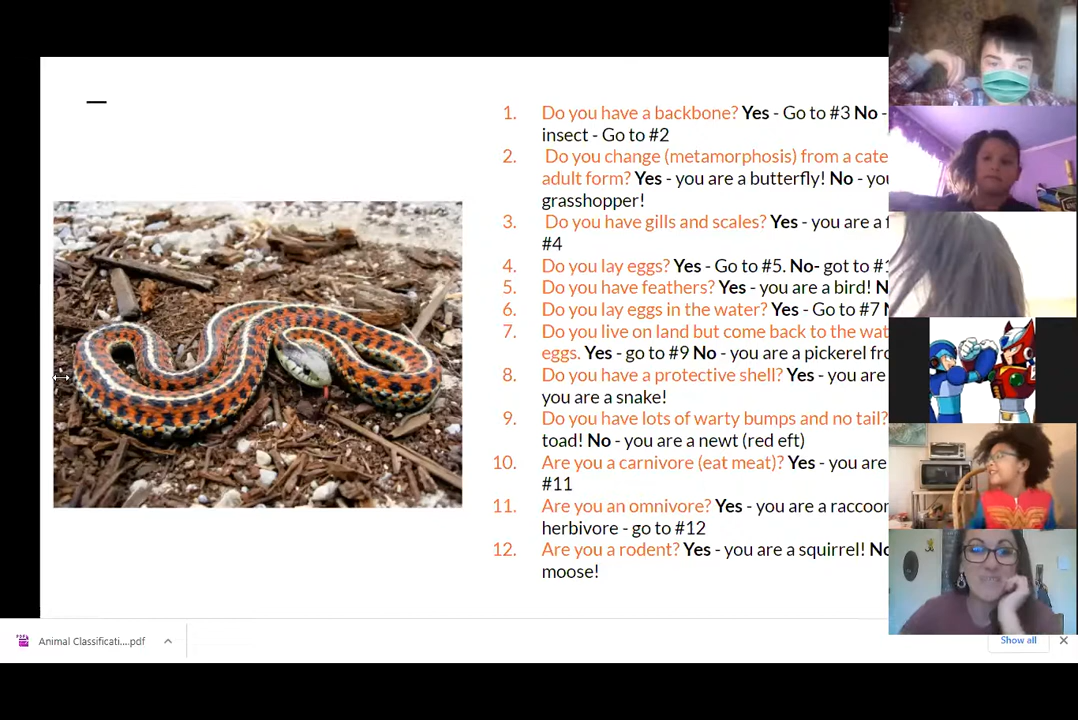 1. Do you have a backbone? Yes - Go to #3 No -
insect - Go to #2
2. Do you change (metamorphosis) from a cate
adult form? Yes - you are a butterfly! No - you
grasshopper!
3. Do you have gills and scales? Yes - you are a f
#4
4. Do you lay eggs? Yes - Go to #5. No- got to #1
5. Do you have feathers? Yes - you are a bird! N
6. Do you lay eggs in the water? Yes - Go to #7 N
7. Do you live on land but come back to the wat
eggs. Yes - go to #9 No - you are a pickerel fro
8. Do you have a protective shell? Yes - you are
you are a snake!
9. Do you have lots of warty bumps and no tail?
toad! No - you are a newt (red eft)
10. Are you a carnivore (eat meat)? Yes - you are
#11
11. Are you an omnivore? Yes - you are a raccoon
herbivore - go to #12
12. Are you a rodent? Yes - you are a squirrel! No
moose!
Animal Classificati....pdf
Show all